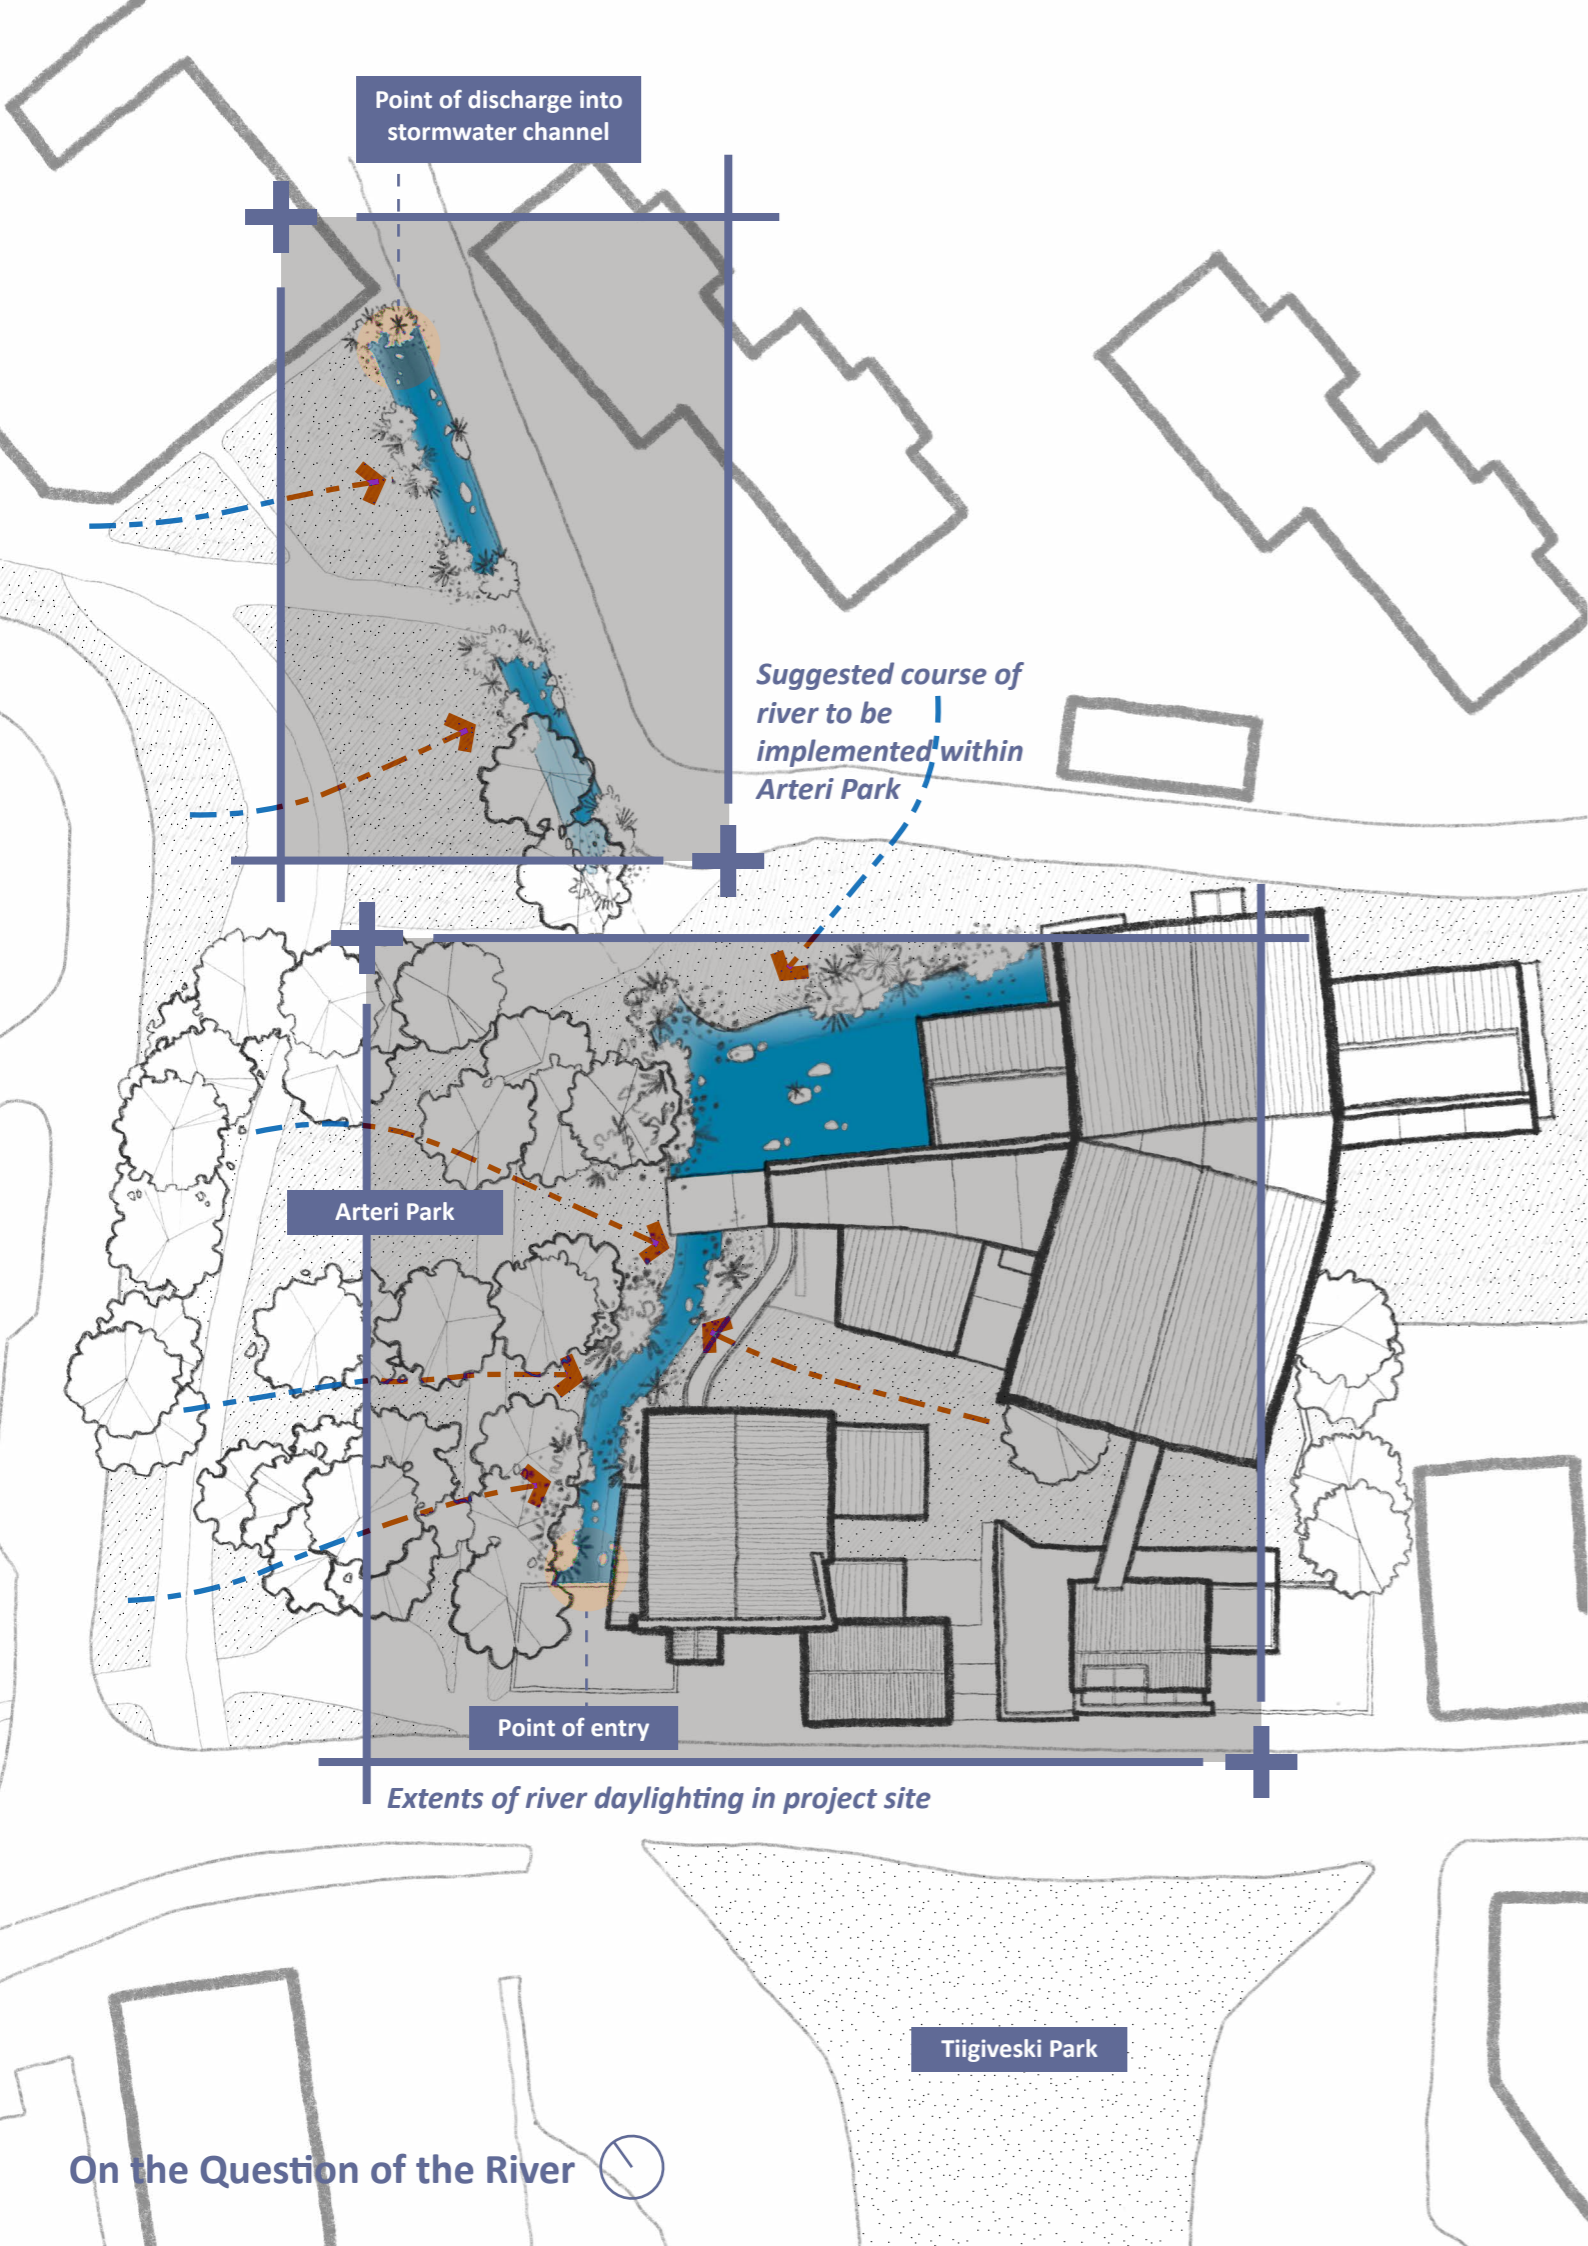 Point of discharge into
stormwater channel
Suggested course of
river to be
implemented within
Arteri Park
Arteri Park
Point of entry
Extents of river daylighting in project site
Tiigiveski Park
On the Question of the River